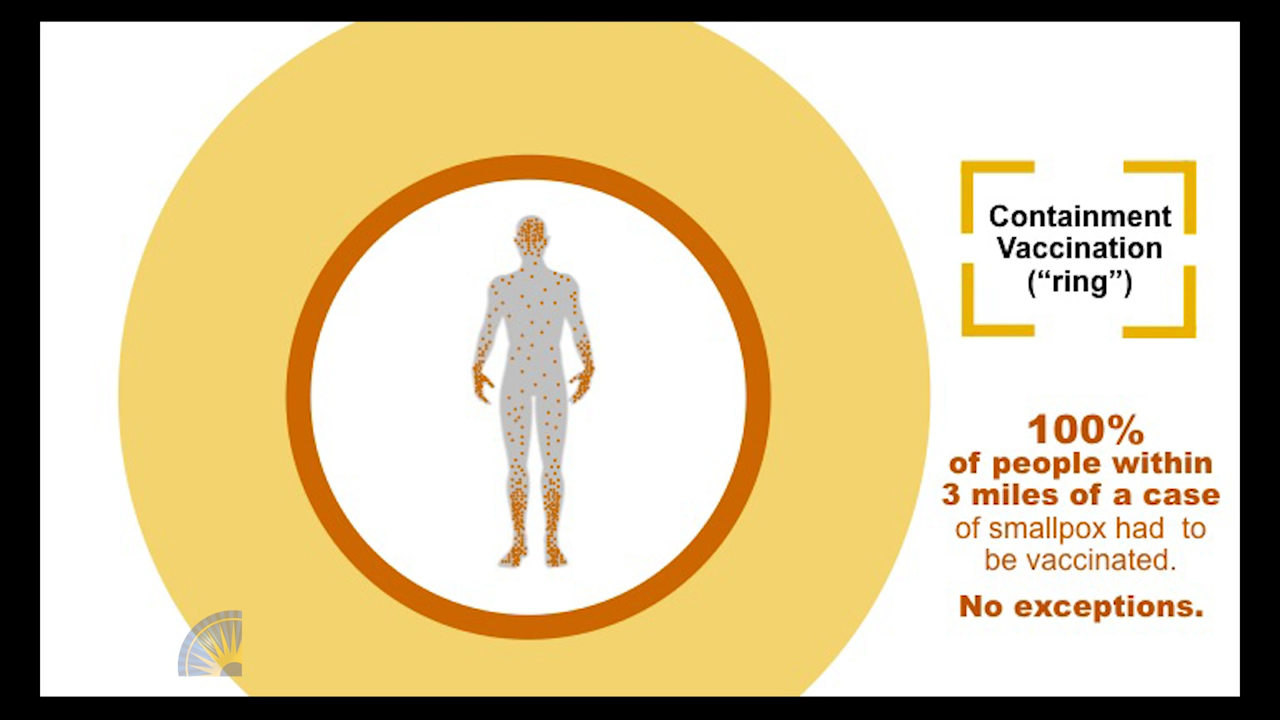 Containment
Vaccination
(“ring”)
100%
of people within
3 miles of a case
of smallpox had to
be vaccinated.
No exceptions.